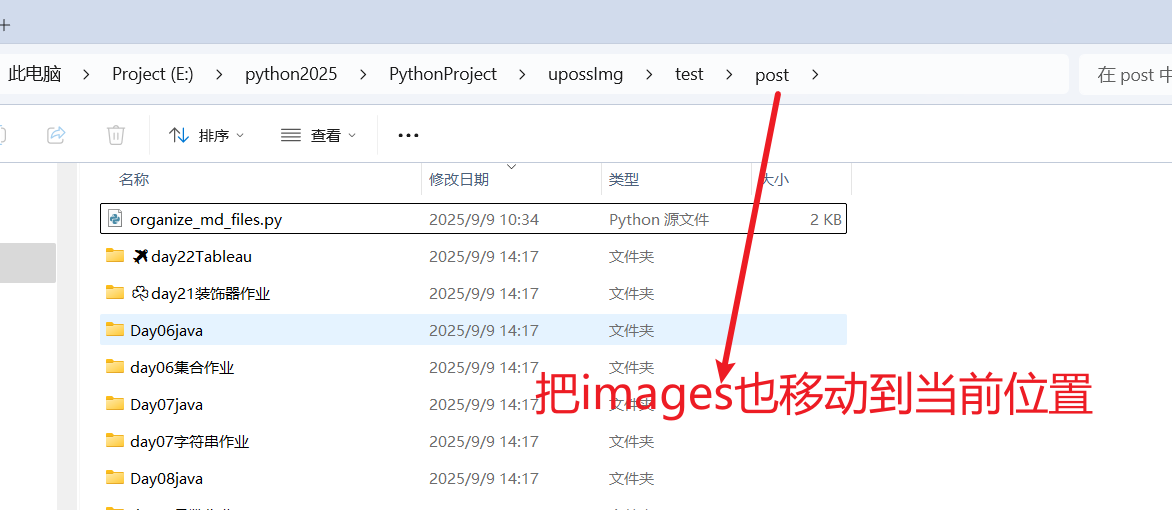 此电脑 > Project (E:) > python2025 > PythonProject > upossImg > test > post >
在 post 中
排序 查看
名称 修改日期 类型 大小
organize_md_files.py 2025/9/9 10:34 Python 源文件 2 KB
day22Tableau 2025/9/9 14:17 文件夹
day21装饰器作业 2025/9/9 14:17 文件夹
Day06java 2025/9/9 14:17 文件夹
day06集合作业 2025/9/9 14:17 文件夹
把images也移动到当前位置
Day07java 2025/9/9 14:17 文件夹
day07字符串作业 2025/9/9 14:17 文件夹
Day08java 2025/9/9 14:17 文件夹